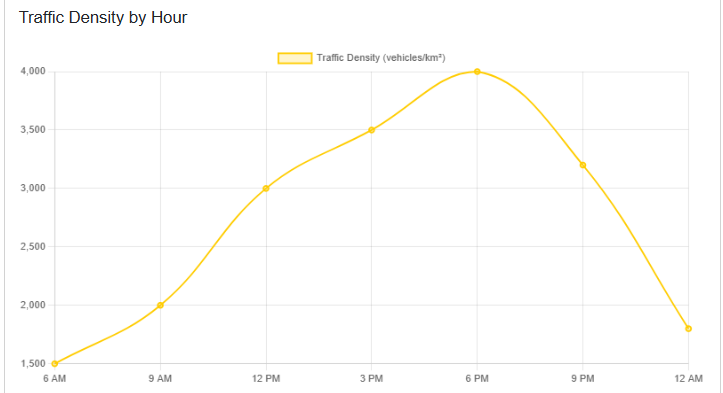 Traffic Density by Hour
Traffic Density (vehicles/km²)
4,000
3,500
3,000
2,500
2,000
1,500
6 AM 9 AM 12 PM 3 PM 6 PM 9 PM 12 AM